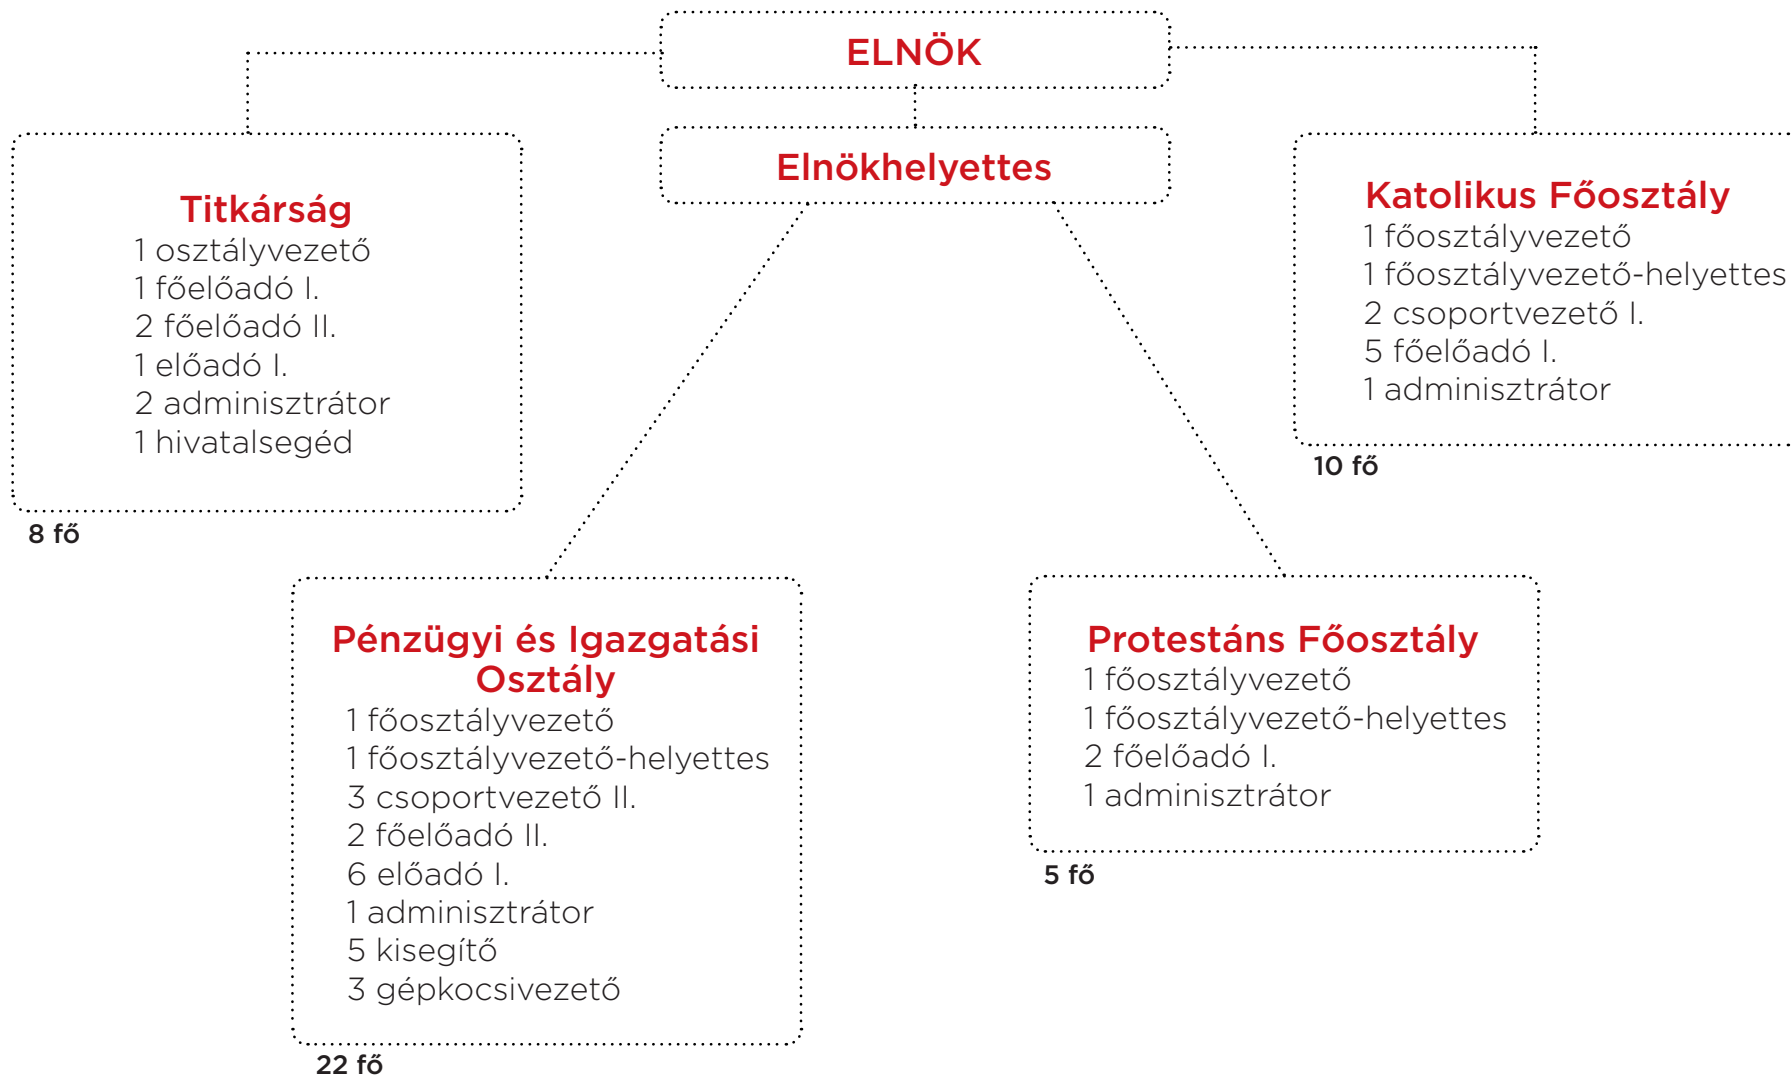 ELNÖK
Elnökhelyettes
Titkárság
1 osztályvezető
1 főelőadó I.
2 főelőadó II.
1 előadó I.
2 adminisztrátor
1 hivatalsegéd
8 fő
Katolikus Főosztály
1 főosztályvezető
1 főosztályvezető-helyettes
2 csoportvezető I.
5 főelőadó I.
1 adminisztrátor
10 fő
Pénzügyi és Igazgatási
Osztály
1 főosztályvezető
1 főosztályvezető-helyettes
3 csoportvezető II.
2 főelőadó II.
6 előadó I.
1 adminisztrátor
5 kisegítő
3 gépkocsivezető
22 fő
Protestáns Főosztály
1 főosztályvezető
1 főosztályvezető-helyettes
2 főelőadó I.
1 adminisztrátor
5 fő